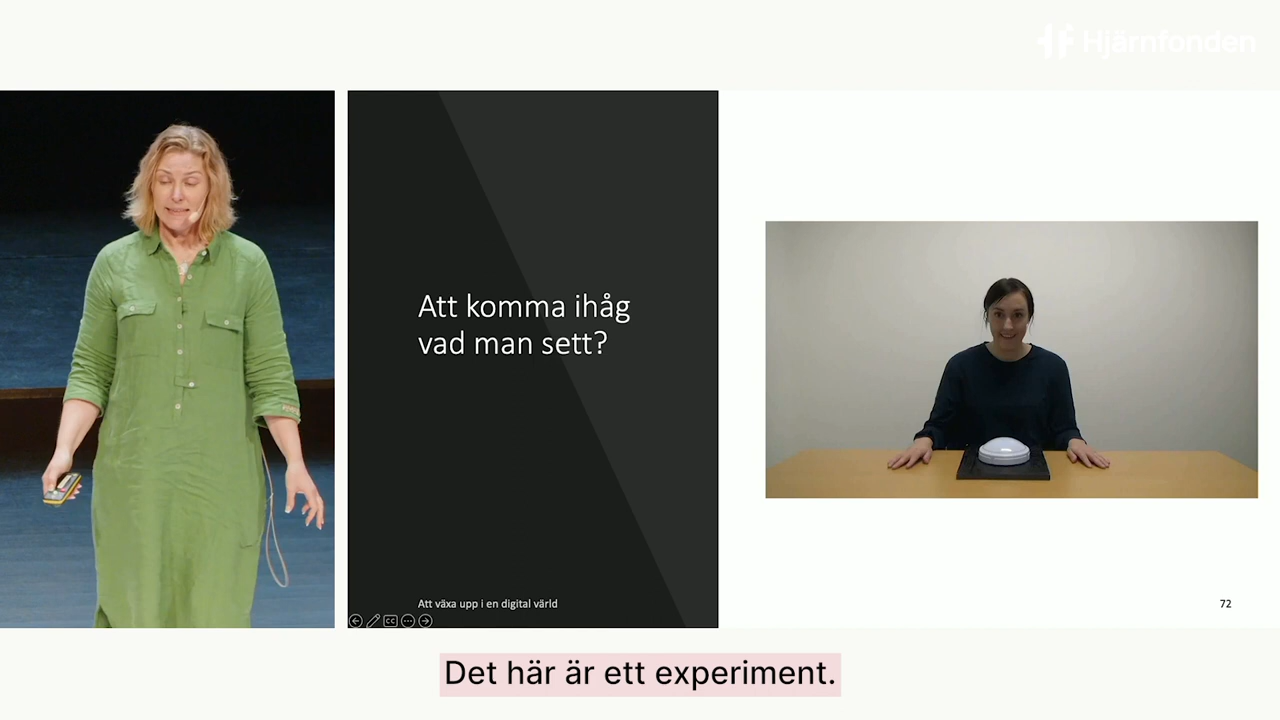 Hjärnfonden
Att komma ihåg
vad man sett?
Att växa upp i en digital värld
CC
72
Det här är ett experiment.